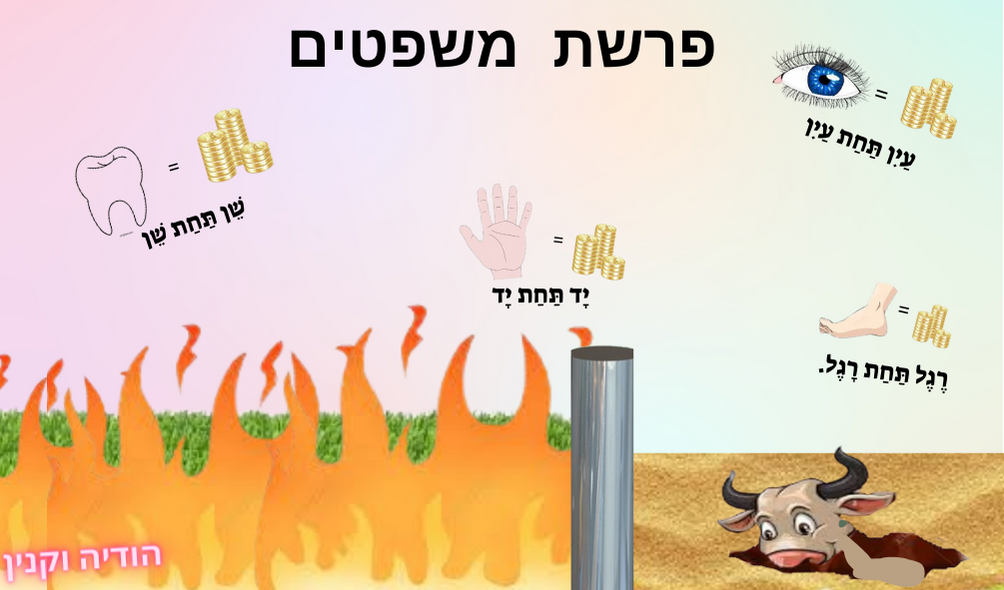 פרשת משפטים
=
עַיִן תַּחַת עַיִן
=
שֵׁן תַּחַת שֵׁן
=
יָד תַּחַת יָד
=
רֶגֶל תַּחַת רָגֶל.
הודיה וקנין